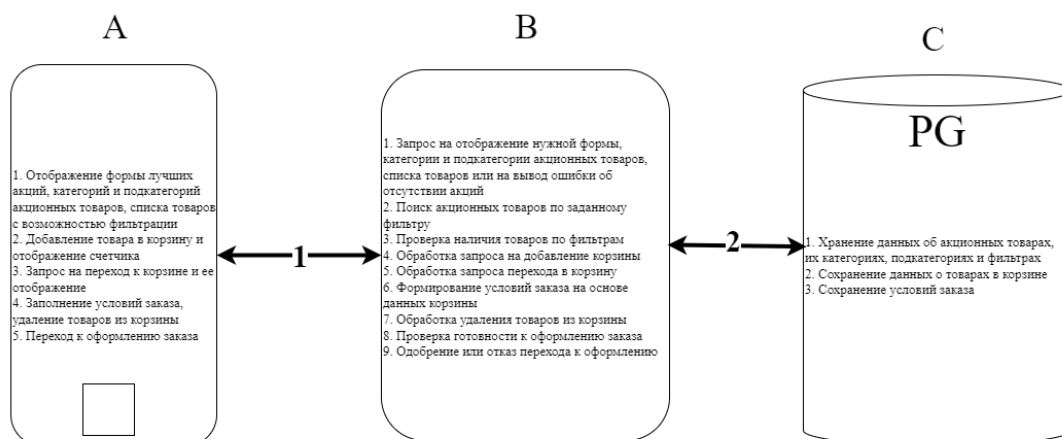 A
B
C
PG
1. Отображение формы лучших
акций, категорий и подкатегорий
акционных товаров, списка товаров
с возможностью фильтрации
2. Добавление товара в корзину и
отображение счетчика
3. Запрос на переход к корзине и ее
отображение
4. Заполнение условий заказа,
удаление товаров из корзины
5. Переход к оформлению заказа
1
1. Запрос на отображение нужной формы,
категории и подкатегории акционных товаров,
списка товаров или на вывод ошибки об
отсутствии акций
2. Поиск акционных товаров по заданному
фильтру
3. Проверка наличия товаров по фильтрам
4. Обработка запроса на добавление корзины
5. Обработка запроса перехода в корзину
6. Формирование условий заказа на основе
данных корзины
7. Обработка удаления товаров из корзины
8. Проверка готовности к оформлению заказа
9. Одобрение или отказ перехода к оформлению
2
1. Хранение данных об акционных товарах,
их категориях, подкатегориях и фильтрах
2. Сохранение данных о товарах в корзине
3. Сохранение условий заказа